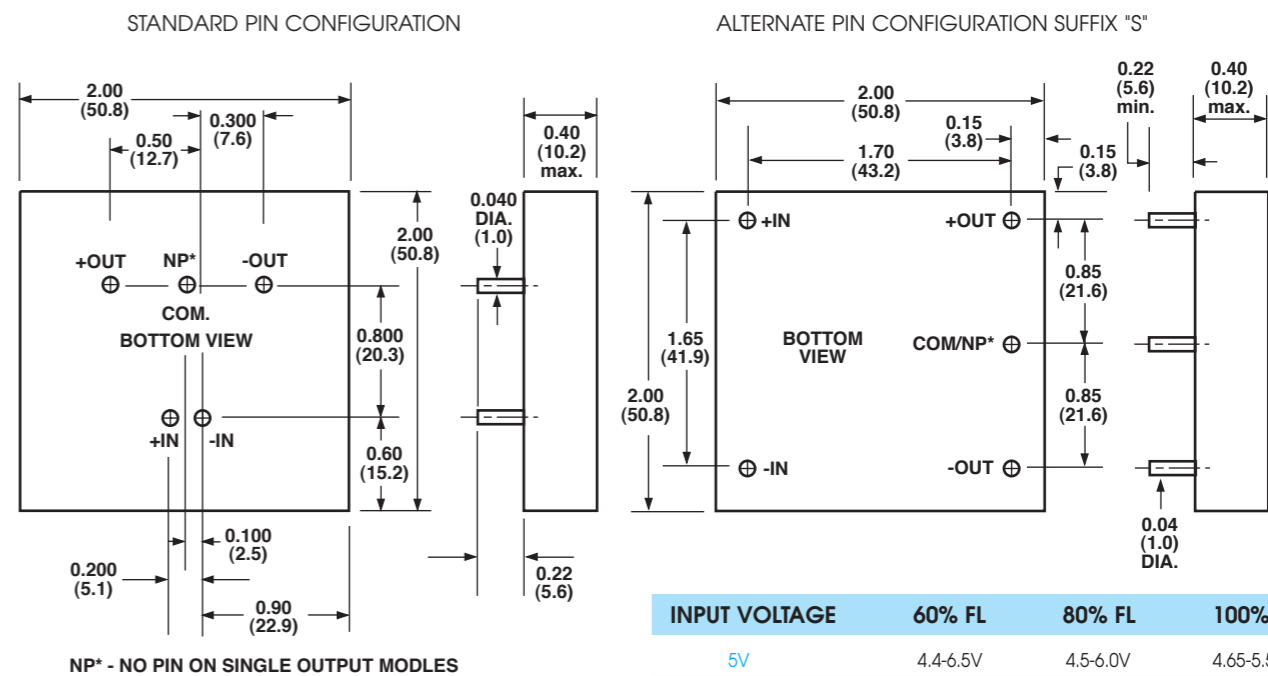 STANDARD PIN CONFIGURATION
2.00
(50.8)
0.300
(7.6)
0.50
(12.7)
0.40
(10.2)
max.
0.040
DIA.
(1.0)
2.00
(50.8)
+OUT NP* -OUT
COM.
BOTTOM VIEW
0.800
(20.3)
+IN -IN
0.60
(15.2)
0.100
(2.5)
0.200
(5.1)
0.22
(5.6)
0.90
(22.9)
NP* - NO PIN ON SINGLE OUTPUT MODLES
ALTERNATE PIN CONFIGURATION SUFFIX "S"
0.22
(5.6)
min.
0.40
(10.2)
max.
2.00
(50.8)
0.15
(3.8)
1.70
(43.2)
0.15
(3.8)
+IN +OUT
0.85
(21.6)
1.65
(41.9)
BOTTOM
VIEW
COM/NP*
2.00
(50.8)
0.85
(21.6)
-IN -OUT
0.04
(1.0)
DIA.
INPUT VOLTAGE 60% FL 80% FL 100%
5V 4.4-6.5V 4.5-6.0V 4.65-5.5